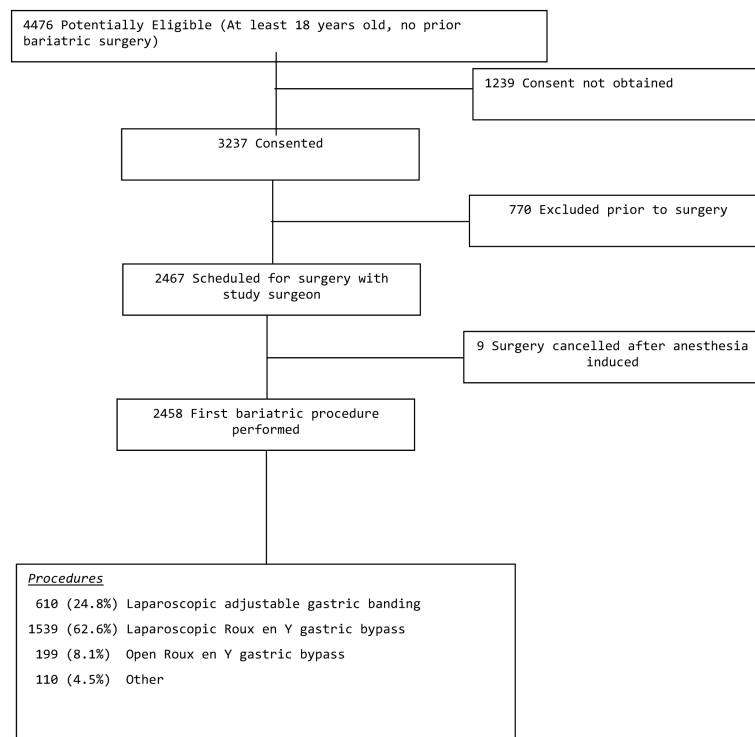 4476 Potentially Eligible (At least 18 years old, no prior
bariatric surgery)
1239 Consent not obtained
3237 Consented
770 Excluded prior to surgery
2467 Scheduled for surgery with
study surgeon
9 Surgery cancelled after anesthesia
induced
2458 First bariatric procedure
performed
Procedures
610 (24.8%) Laparoscopic adjustable gastric banding
1539 (62.6%) Laparoscopic Roux en Y gastric bypass
199 (8.1%) Open Roux en Y gastric bypass
110 (4.5%) Other